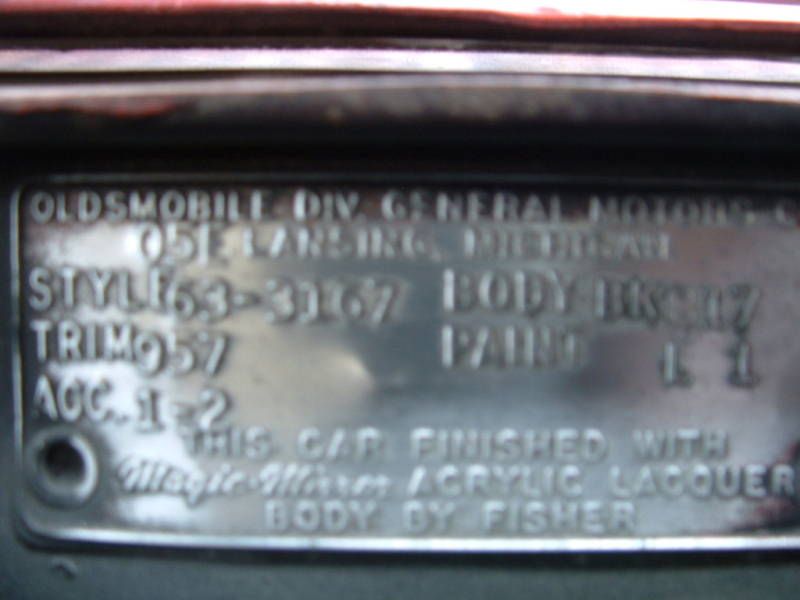 OLDSMOBILE DIV. GENERAL MOTORS
05E LANSING, MICHIGAN
STYLE 63-3167 BODY
TRIM 957 PAINT L L
ACC. 1-2
THIS CAR FINISHED WITH
Magic-Mirror ACRYLIC LACQUER
BODY BY FISHER